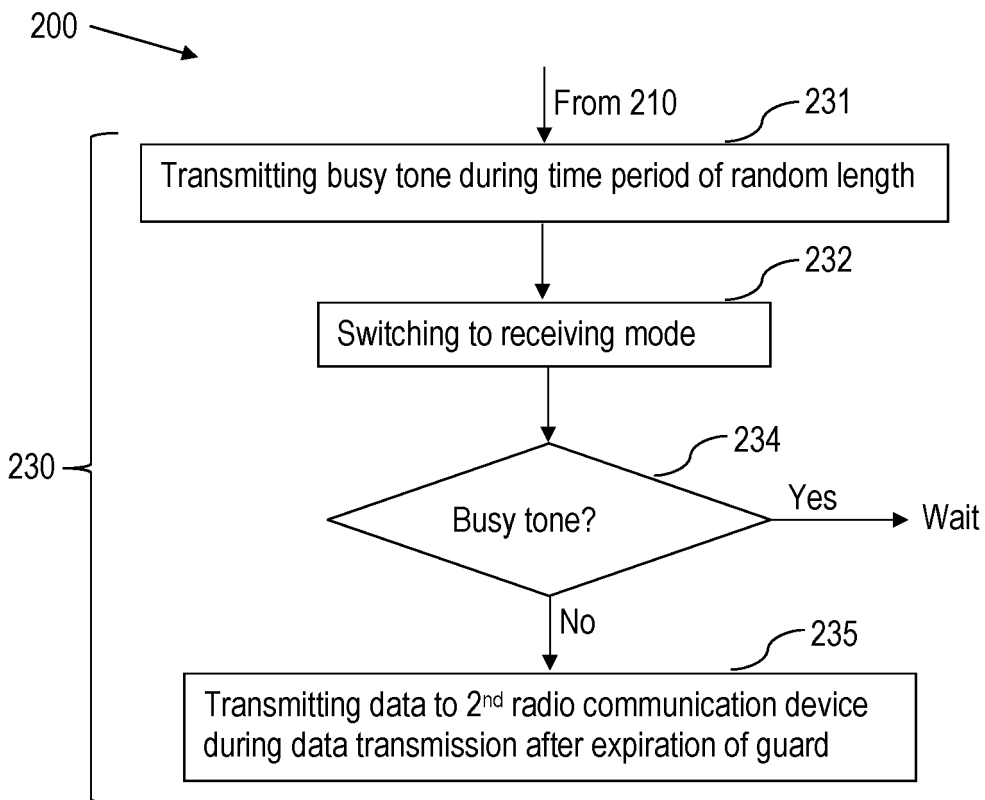 200
From 210
231
Transmitting busy tone during time period of random length
232
Switching to receiving mode
234
230
Busy tone?
Yes
Wait
No
235
Transmitting data to 2nd radio communication device
during data transmission after expiration of guard